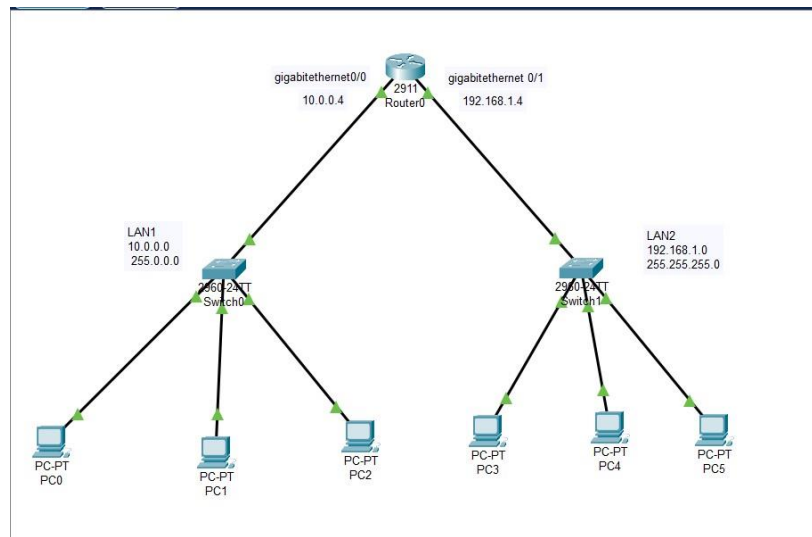 gigabitethernet0/0
10.0.0.4
2911
Router0
gigabitethernet 0/1
192.168.1.4
LAN1
10.0.0.0
255.0.0.0
2960-24TT
Switch0
LAN2
192.168.1.0
255.255.255.0
2960-24TT
Switch1
PC-PT
PC0
PC-PT
PC1
PC-PT
PC2
PC-PT
PC3
PC-PT
PC4
PC-PT
PC5